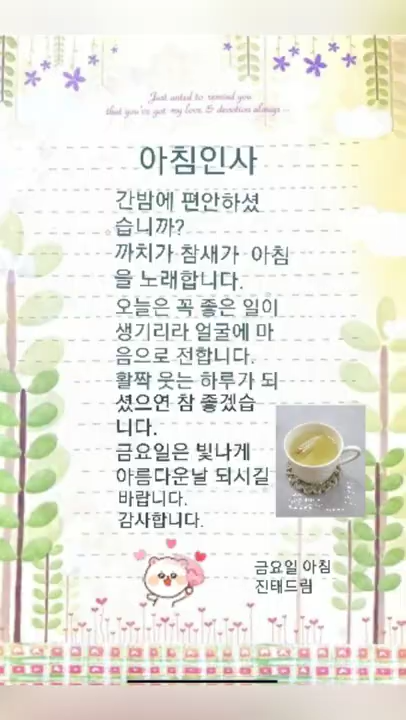 Just wanted to remind you
that you've got my love & devotion always...
아침인사
간밤에 편안하셨
습니까?
까치가 참새가 아침
을 노래합니다.
오늘은 꼭 좋은 일이
생기리라 얼굴에 마
음으로 전합니다.
활짝 웃는 하루가 되
셨으연 참 좋겠습
니다.
금요일은 빛나게
아름다운날 되시길
바랍니다.
감사합니다.
금요일 아침
진태드림